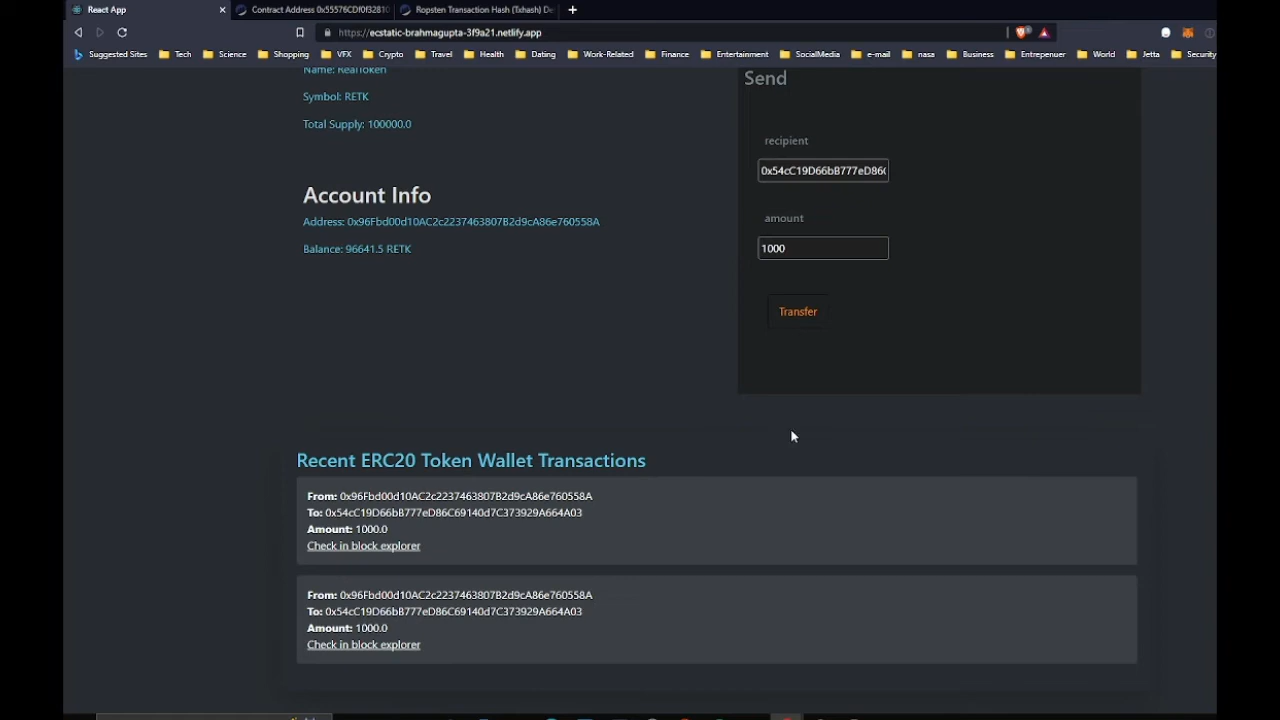 React App
Contract Address 0x55576CDf0f32810
Ropsten Transaction Hash (Txhash) De
https://ecstatic-brahmagupta-3f9a21.netlify.app
Suggested Sites Tech Science Shopping VFX Crypto Travel Health Dating Work-Related Finance Entertainment SocialMedia e-mail nasa Business Entrepenuer World Jetta Security
Name: RealToken
Symbol: RETK
Total Supply: 100000.0
Account Info
Address: 0x96Fbd00d10AC2c2237463807B2d9cA86e760558A
Balance: 96641.5 RETK
Send
recipient
0x54cC19D66bB777eD86C
amount
1000
Transfer
Recent ERC20 Token Wallet Transactions
From: 0x96Fbd00d10AC2c2237463807B2d9cA86e760558A
To: 0x54cC19D66bB777eD86C69140d7C373929A664A03
Amount: 1000.0
Check in block explorer
From: 0x96Fbd00d10AC2c2237463807B2d9cA86e760558A
To: 0x54cC19D66bB777eD86C69140d7C373929A664A03
Amount: 1000.0
Check in block explorer